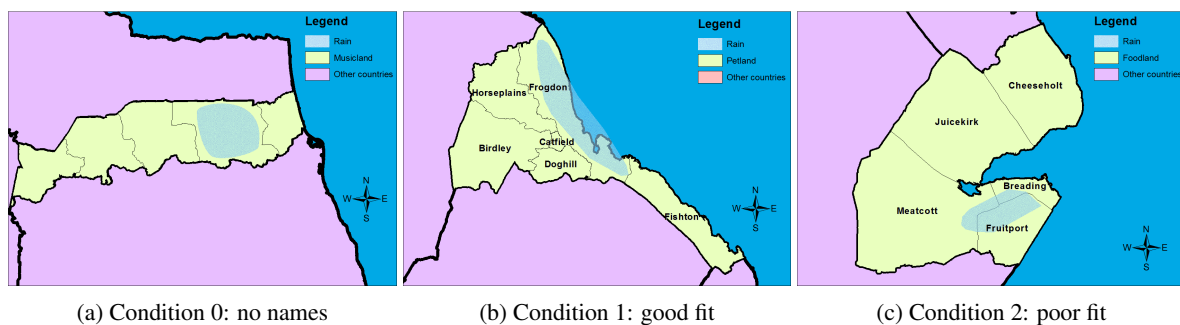 Legend
Rain
Musicland
Other countries
N
W E
S
(a) Condition 0: no names
Legend
Rain
Petland
Other countries
Horseplains
Frogdon
Birdley
Catfield
Doghill
Fishton
N
W E
S
(b) Condition 1: good fit
Legend
Rain
Foodland
Other countries
Cheeseholt
Juicekirk
Breading
Meatcott
Fruitport
N
W E
S
(c) Condition 2: poor fit